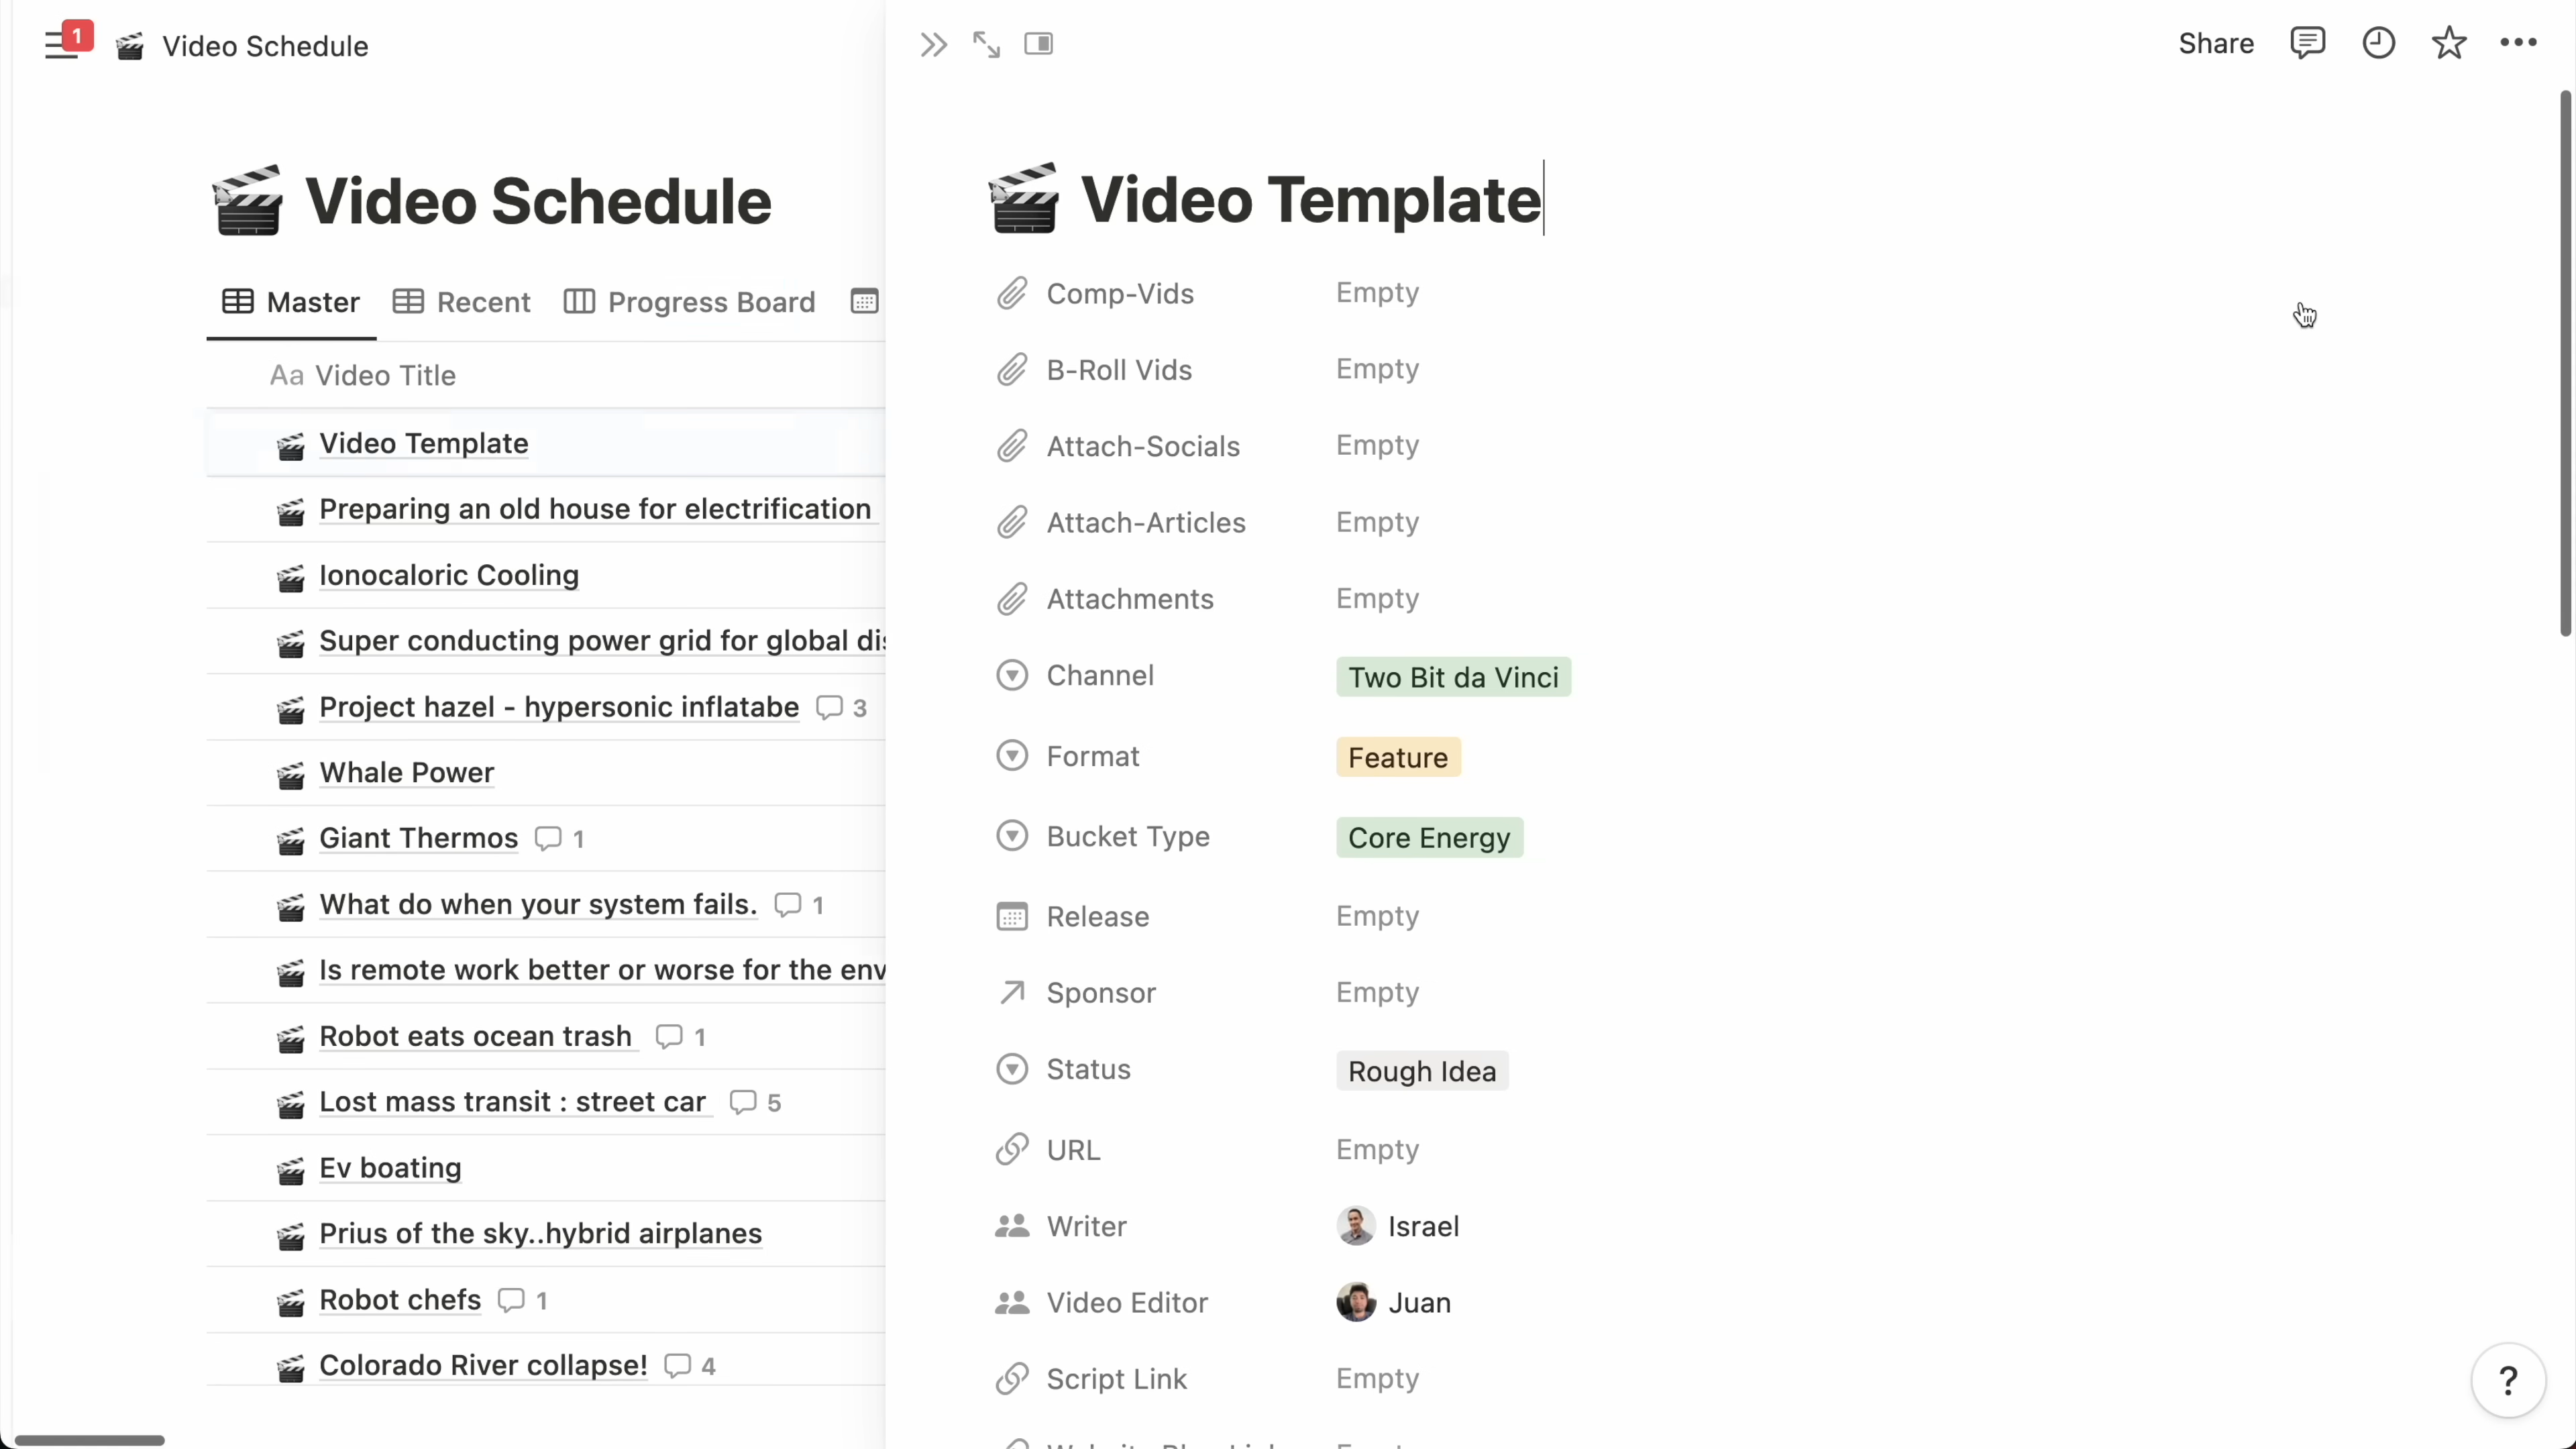 1
Video Schedule
Video Schedule
Master Recent Progress Board
Aa Video Title
Video Template
Preparing an old house for electrification
Ionocaloric Cooling
Super conducting power grid for global
Project hazel - hypersonic inflatabe 3
Whale Power
Giant Thermos 1
What do when your system fails. 1
Is remote work better or worse for the env
Robot eats ocean trash 1
Lost mass transit : street car 5
Ev boating
Prius of the sky..hybrid airplanes
Robot chefs 1
Colorado River collapse! 4
Share
Video Template
Comp-Vids Empty
B-Roll Vids Empty
Attach-Socials Empty
Attach-Articles Empty
Attachments Empty
Channel Two Bit da Vinci
Format Feature
Bucket Type Core Energy
Release Empty
Sponsor Empty
Status Rough Idea
URL Empty
Writer Israel
Video Editor Juan
Script Link Empty
?